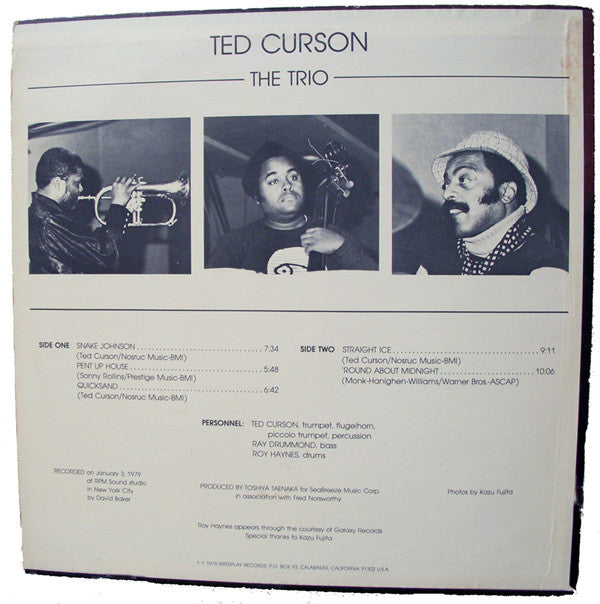 TED CURSON
THE TRIO
SIDE ONE SNAKE JOHNSON 7:34
(Ted Curson/Nosruc Music-BMI)
PENT UP HOUSE 5:48
(Sonny Rollins/Prestige Music-BMI)
QUICKSAND 6:42
(Ted Curson/Nosruc Music-BMI)
SIDE TWO STRAIGHT ICE 9:11
(Ted Curson/Nosruc Music-BMI)
'ROUND ABOUT MIDNIGHT 10:06
(Monk-Hanighen-Williams/Warner Bros.-ASCAP)
PERSONNEL: TED CURSON, trumpet, flugelhorn,
piccolo trumpet, percussion
RAY DRUMMOND, bass
ROY HAYNES, drums
RECORDED on January 3, 1979
at RPM Sound studio
in New York City
by David Baker
PRODUCED BY TOSHIYA TAENAKA for SeaBreeze Music Corp.
in association with Fred Norsworthy
Photos by Kazu Fujita
Roy Haynes appears through the courtesy of Galaxy Records
Special thanks to Kazu Fujita
1979 INTERPLAY RECORDS P.O. BOX 93, CALABASAS, CALIFORNIA 91302 U.S.A.